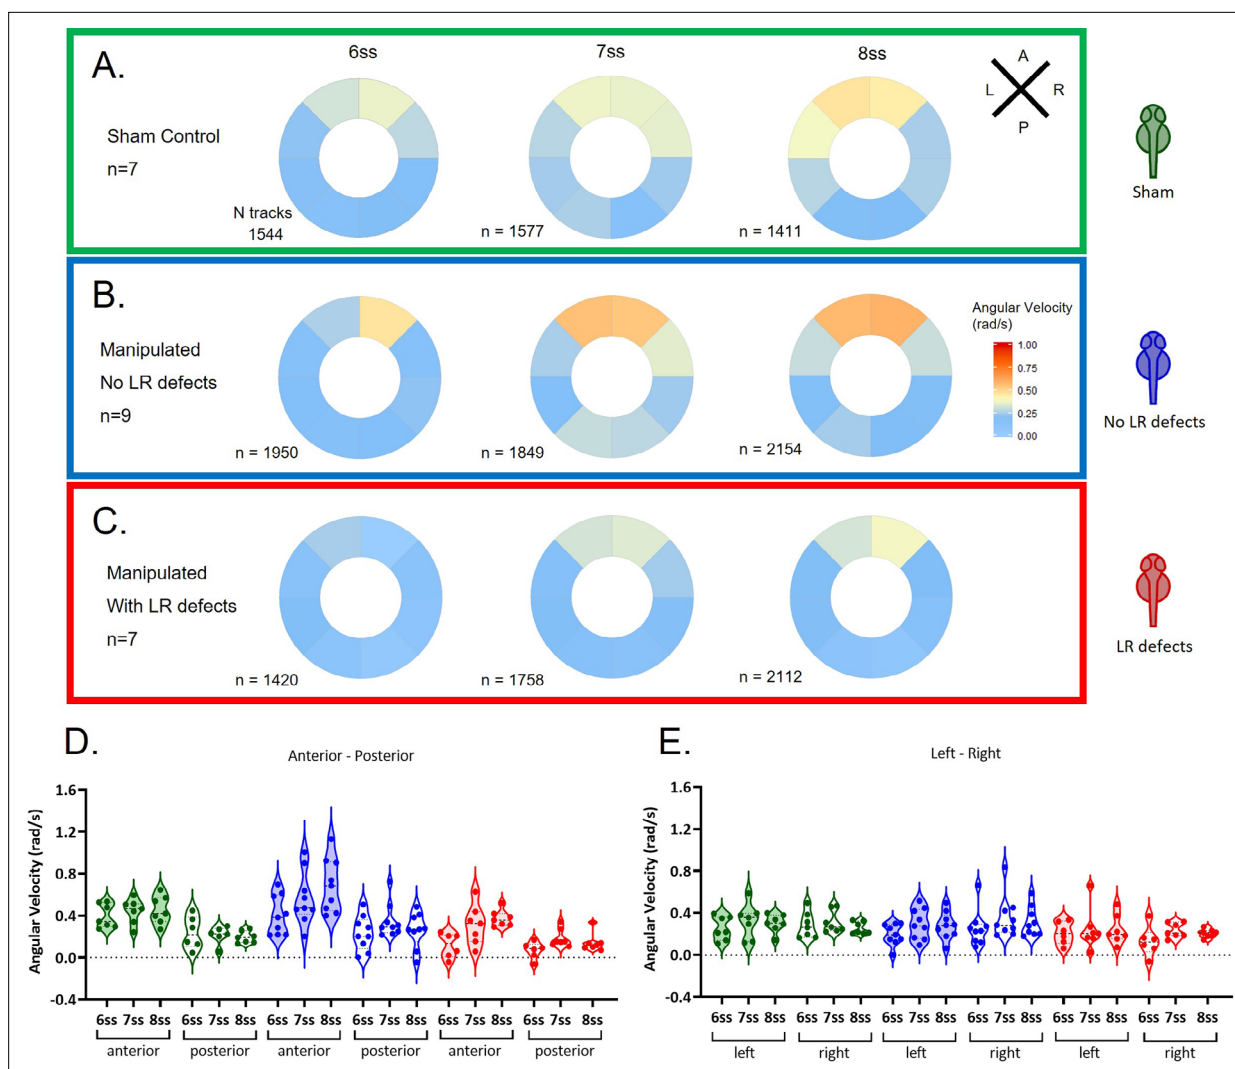 A.
6ss
7ss
8ss
A
L
R
P
Sham Control
n=7
N tracks
1544
n = 1577
n = 1411
Sham
B.
Manipulated
No LR defects
n=9
n = 1950
n = 1849
n = 2154
Angular Velocity
(rad/s)
1.00
0.75
0.50
0.25
0.00
No LR defects
C.
Manipulated
With LR defects
n=7
n = 1420
n = 1758
n = 2112
LR defects
D.
Anterior - Posterior
Angular Velocity (rad/s)
1.6
1.2
0.8
0.4
0.0
-0.4
6ss 7ss 8ss 6ss 7ss 8ss 6ss 7ss 8ss 6ss 7ss 8ss 6ss 7ss 8ss 6ss 7ss 8ss
anterior posterior anterior posterior anterior posterior
E.
Left - Right
Angular Velocity (rad/s)
1.6
1.2
0.8
0.4
0.0
-0.4
6ss 7ss 8ss 6ss 7ss 8ss 6ss 7ss 8ss 6ss 7ss 8ss 6ss 7ss 8ss 6ss 7ss 8ss
left right left right left right